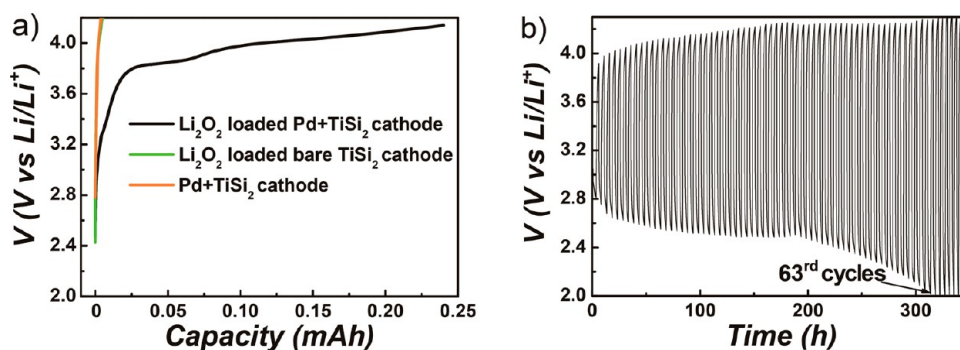 a)
V (V vs Li/Li⁺)
4.0
3.6
3.2
2.8
2.4
2.0
Li₂O₂ loaded Pd+TiSi₂ cathode
Li₂O₂ loaded bare TiSi₂ cathode
Pd+TiSi₂ cathode
0 0.05 0.10 0.15 0.20 0.25
Capacity (mAh)
b)
V (V vs Li/Li⁺)
4.0
3.6
3.2
2.8
2.4
2.0
63ʳᵈ cycles
0 100 200 300
Time (h)